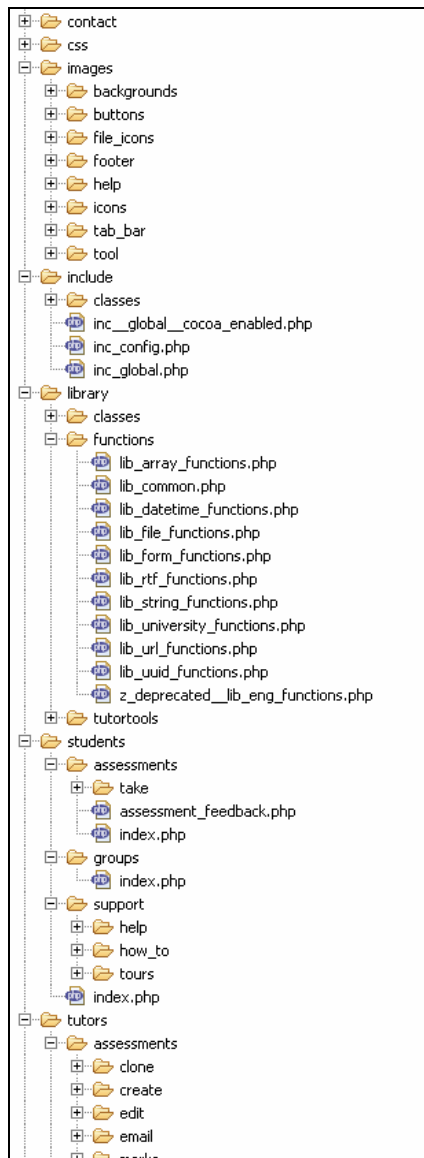 contact
css
images
backgrounds
buttons
file_icons
footer
help
icons
tab_bar
tool
include
classes
inc__global__cocoa_enabled.php
inc_config.php
inc_global.php
library
classes
functions
lib_array_functions.php
lib_common.php
lib_datetime_functions.php
lib_file_functions.php
lib_form_functions.php
lib_rtf_functions.php
lib_string_functions.php
lib_university_functions.php
lib_url_functions.php
lib_uuid_functions.php
z_deprecated__lib_eng_functions.php
tutortools
students
assessments
take
assessment_feedback.php
index.php
groups
index.php
support
help
how_to
tours
index.php
tutors
assessments
clone
create
edit
email